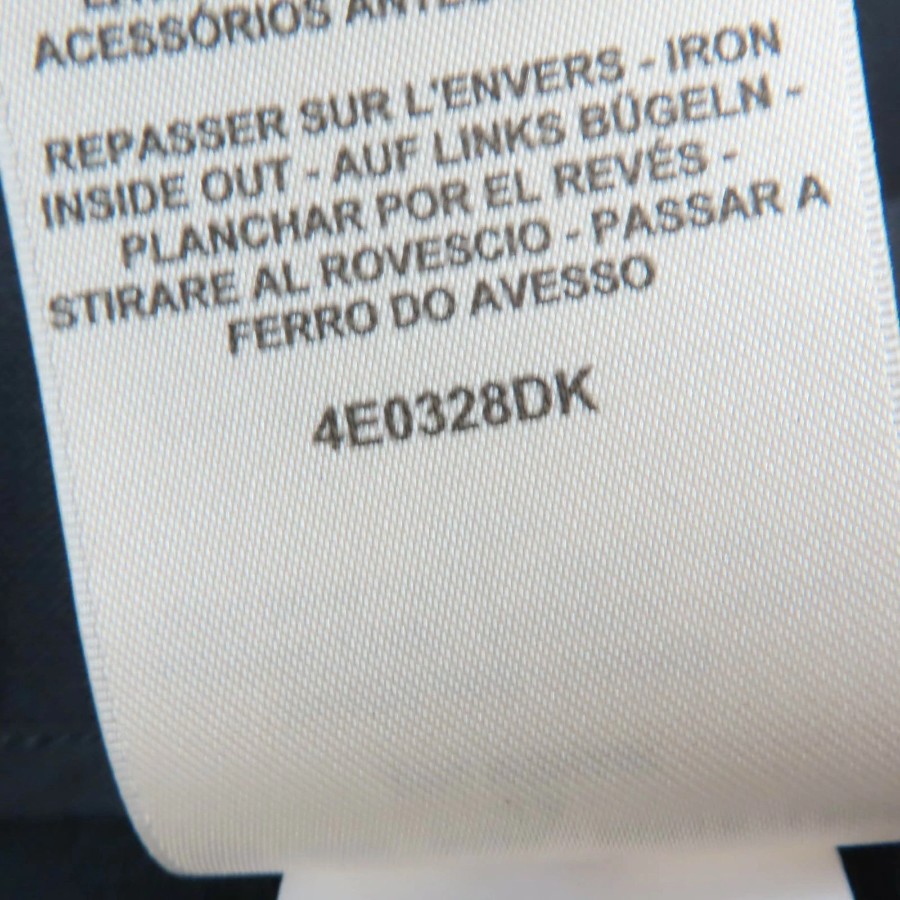 ACESSÓRIOS
REPASSER SUR L'ENVERS - IRON
INSIDE OUT - AUF LINKS BÜGELN -
PLANCHAR POR EL REVÉS -
STIRARE AL ROVESCIO - PASSAR A
FERRO DO AVESSO
4E0328DK